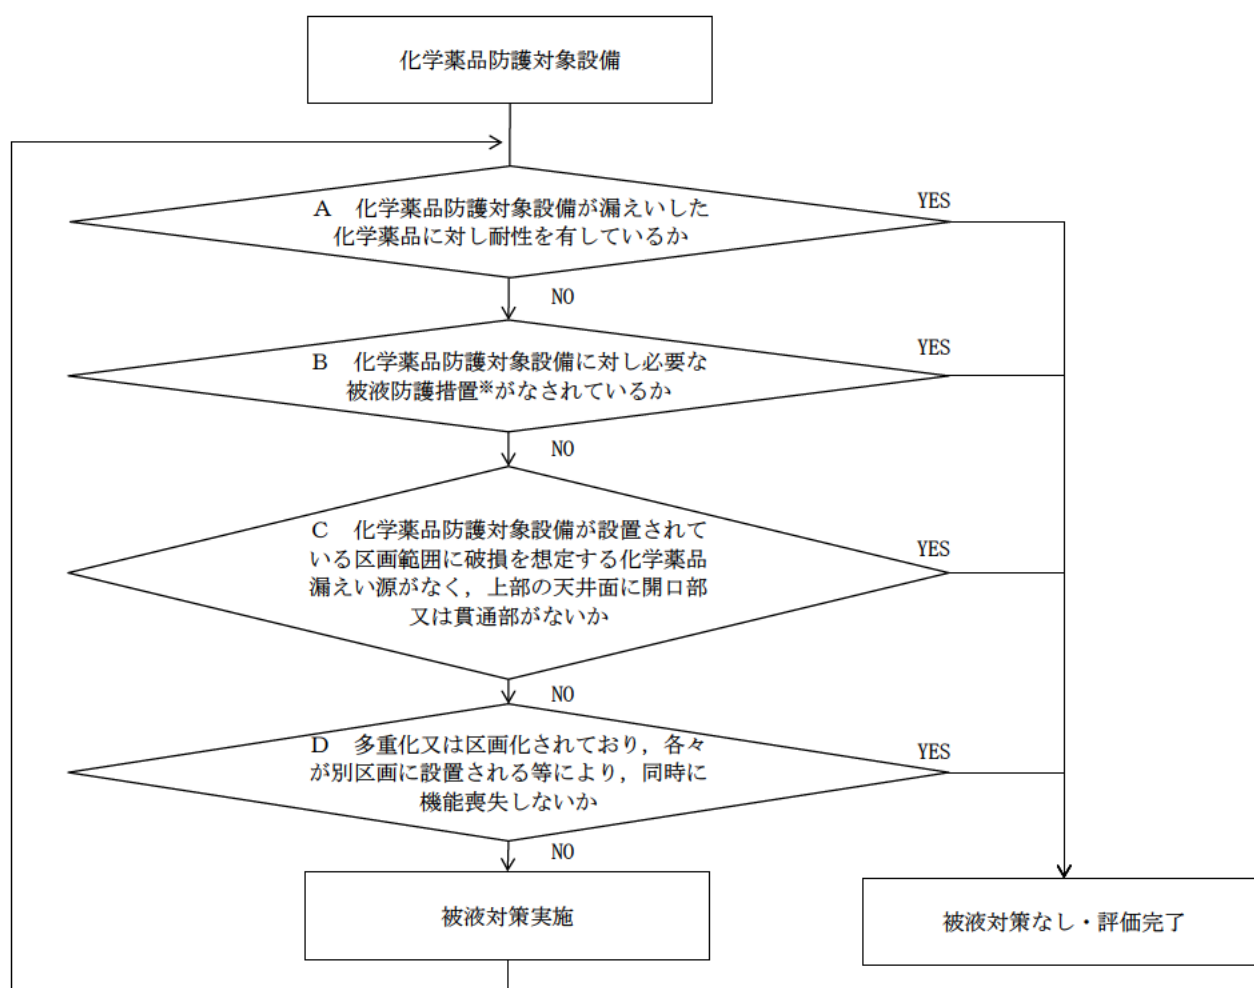 化学薬品防護対象設備
A 化学薬品防護対象設備が漏えいした
化学薬品に対し耐性を有しているか
YES
NO
B 化学薬品防護対象設備に対し必要な
被液防護措置※がなされているか
YES
NO
C 化学薬品防護対象設備が設置されて
いる区画範囲に破損を想定する化学薬品
漏えい源がなく，上部の天井面に開口部
又は貫通部がないか
YES
NO
D 多重化又は区画化されており，各々
が別区画に設置される等により，同時に
機能喪失しないか
YES
NO
被液対策実施
被液対策なし・評価完了